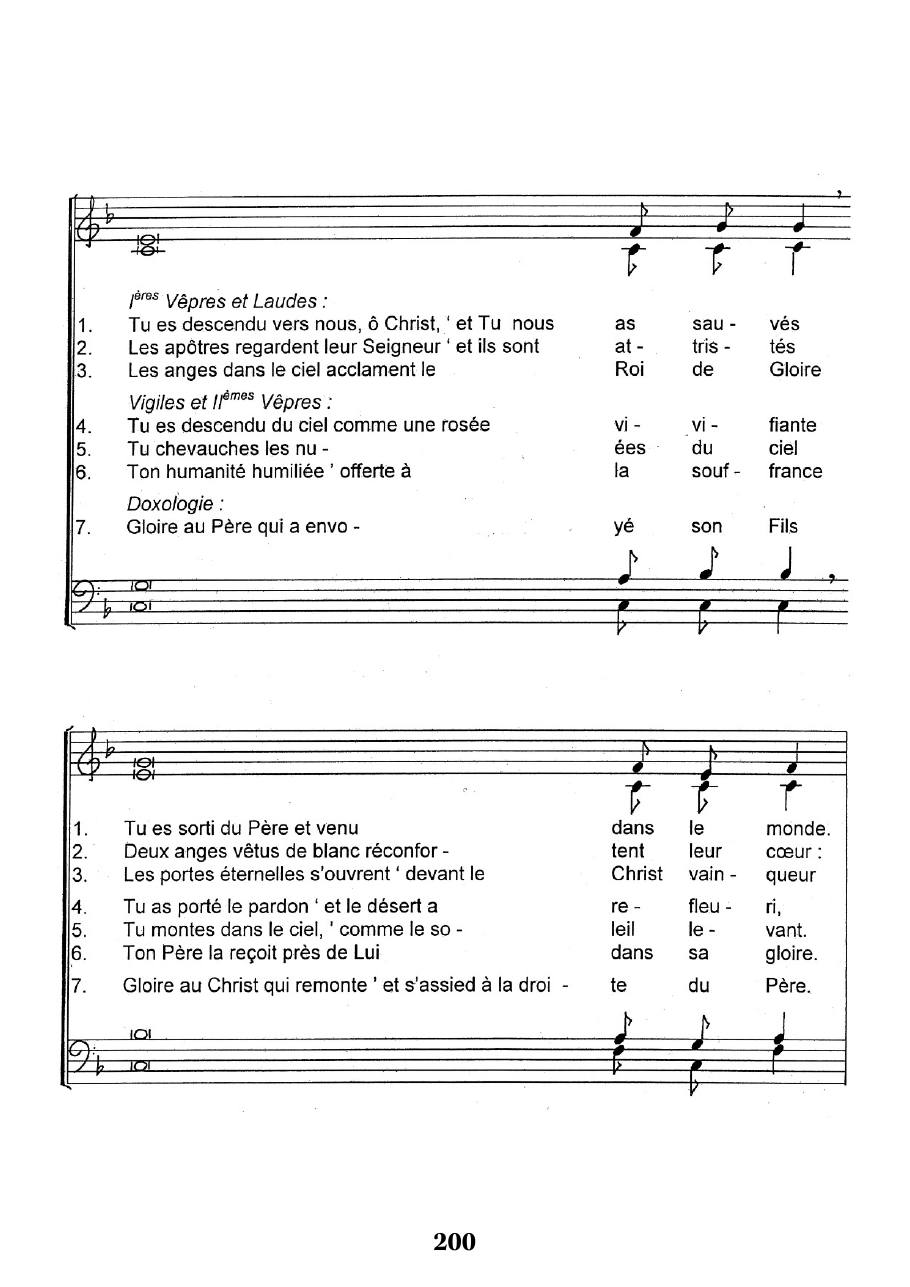 Ières Vêpres et Laudes :
1. Tu es descendu vers nous, ô Christ, ‘ et Tu nous as sau - vés
2. Les apôtres regardent leur Seigneur ‘ et ils sont at - tris - tés
3. Les anges dans le ciel acclament le Roi de Gloire
Vigiles et IIèmes Vêpres :
4. Tu es descendu du ciel comme une rosée vi - vi - fiante
5. Tu chevauches les nu - ées du ciel
6. Ton humanité humiliée ’ offerte à la souf - france
Doxologie :
7. Gloire au Père qui a envo - yé son Fils
1. Tu es sorti du Père et venu dans le monde.
2. Deux anges vêtus de blanc réconfor - tent leur cœur :
3. Les portes éternelles s'ouvrent ‘ devant le Christ vain - queur
4. Tu as porté le pardon ‘ et le désert a re - fleu - ri,
5. Tu montes dans le ciel, ’ comme le so - leil le - vant.
6. Ton Père la reçoit près de Lui dans sa gloire.
7. Gloire au Christ qui remonte ’ et s'assied à la droi - te du Père.
200